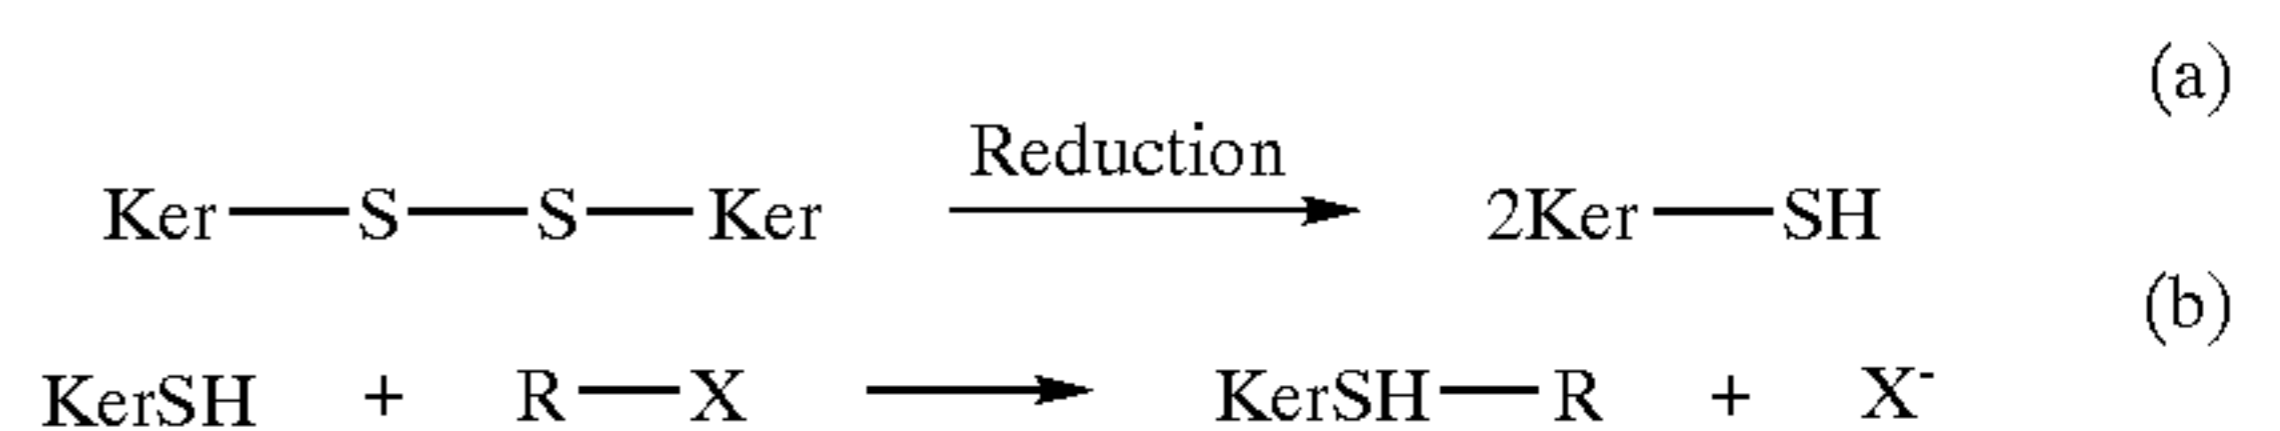 (a)
Ker—S—S—Ker Reduction 2Ker—SH
(b)
KerSH + R—X ⟶ KerSH—R + X⁻